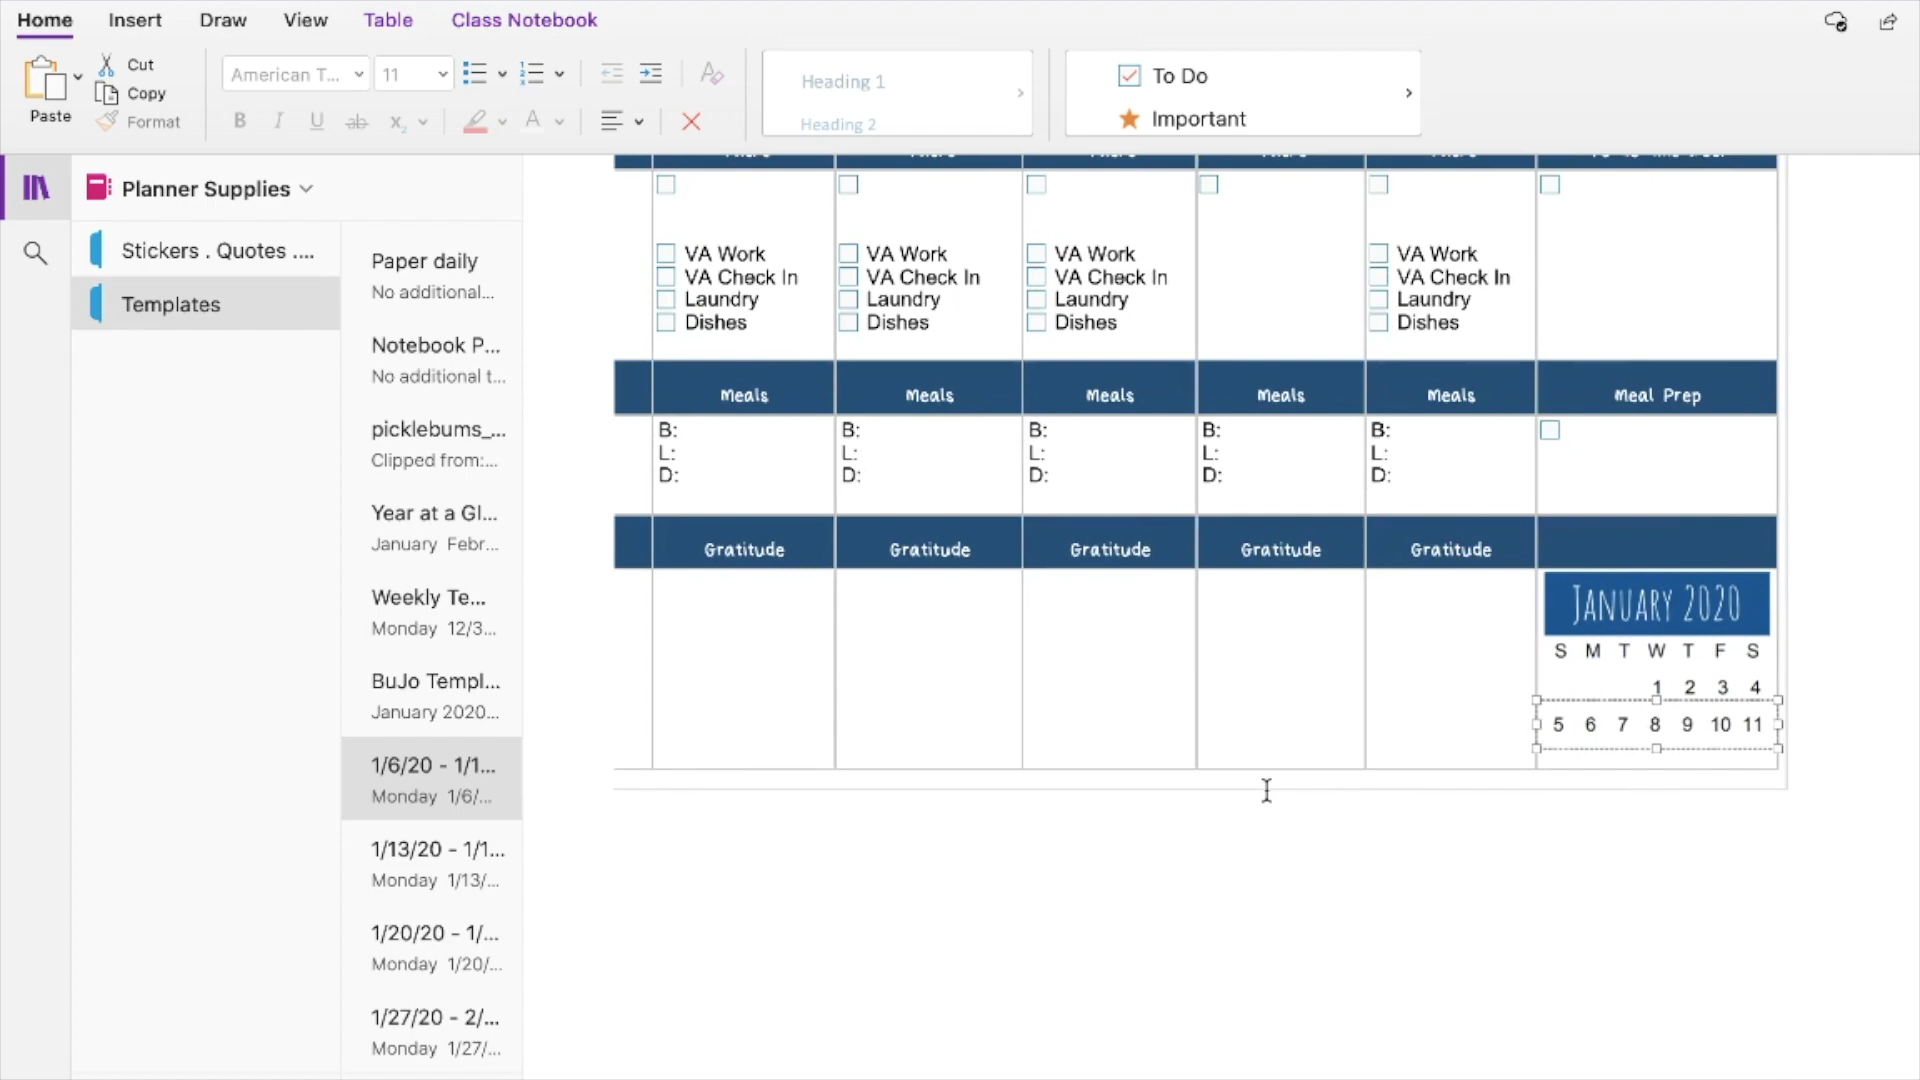 Home Insert Draw View Table Class Notebook
Paste
Cut
Copy
Format
American T... 11
B I U ab x₂ A
Heading 1
Heading 2
To Do
Important
Planner Supplies
Stickers . Quotes ....
Templates
Paper daily
No additional...
Notebook P...
No additional t...
picklebums_...
Clipped from:...
Year at a Gl...
January Febr...
Weekly Te...
Monday 12/3...
BuJo Templ...
January 2020...
1/6/20 - 1/1...
Monday 1/6/...
1/13/20 - 1/1...
Monday 1/13/...
1/20/20 - 1/...
Monday 1/20/...
1/27/20 - 2/...
Monday 1/27/...
VA Work VA Work VA Work VA Work
VA Check In VA Check In VA Check In VA Check In
Laundry Laundry Laundry Laundry
Dishes Dishes Dishes Dishes
Meals Meals Meals Meals Meals Meal Prep
B: B: B: B: B:
L: L: L: L: L:
D: D: D: D: D:
Gratitude Gratitude Gratitude Gratitude Gratitude
January 2020
S M T W T F S
1 2 3 4
5 6 7 8 9 10 11